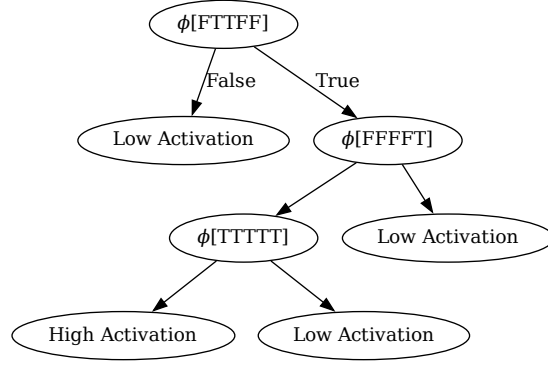 ϕ[FTTFF]
False
True
Low Activation
ϕ[FFFFT]
ϕ[TTTTT]
Low Activation
High Activation
Low Activation